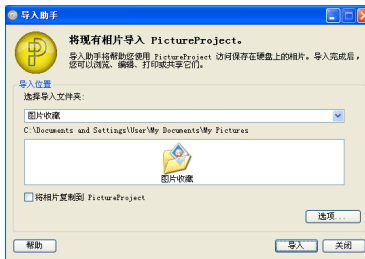 导入助手
将现有相片导入 PictureProject。
导入助手将帮助您使用 PictureProject 访问保存在硬盘上的相片。导入完成后，
您可以浏览、编辑、打印或共享它们。
导入位置
选择导入文件夹:
图片收藏
C:\Documents and Settings\User\My Documents\My Pictures
图片收藏
将相片复制到 PictureProject
选项...
帮助 导入 关闭